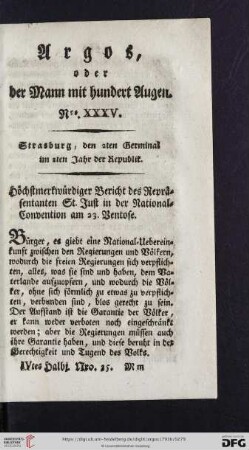 Argos,
oder
der Mann mit hundert Augen.
Nro. XXXV.
Strasburg, den 2ten Germinal
im 2ten Jahr der Republik.
Höchstmerkwürdiger Bericht des Reprä-
sentanten St. Just in der National-
Convention am 23. Ventose.
Bürger, es giebt eine National-Ueberein-
kunft zwischen den Regierungen und Völkern,
wodurch die freien Regierungen sich verpflich-
ten, alles, was sie sind und haben, dem Va-
terlande aufzuopfern, und wodurch die Völ-
ker, ohne sich förmlich zu etwas zu verpflich-
ten, verbunden sind, blos gerecht zu sein.
Der Aufstand ist die Garantie der Völker,
er kann weder verboten noch eingeschränkt
werden; aber die Regierungen müssen auch
ihre Garantie haben, und diese beruht in der
Gerechtigkeit und Tugend des Volks.
IVtes Halbj. Nro. 25. M m
DFG